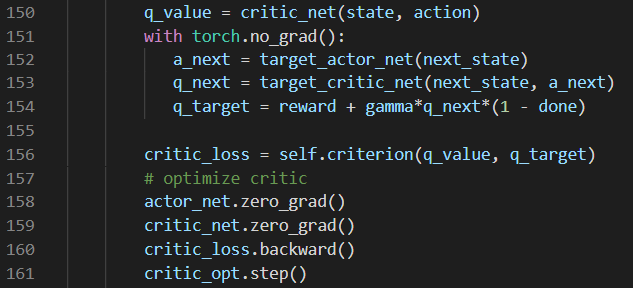 150 q_value = critic_net(state, action)
151 with torch.no_grad():
152 a_next = target_actor_net(next_state)
153 q_next = target_critic_net(next_state, a_next)
154 q_target = reward + gamma*q_next*(1 - done)
155
156 critic_loss = self.criterion(q_value, q_target)
157 # optimize critic
158 actor_net.zero_grad()
159 critic_net.zero_grad()
160 critic_loss.backward()
161 critic_opt.step()